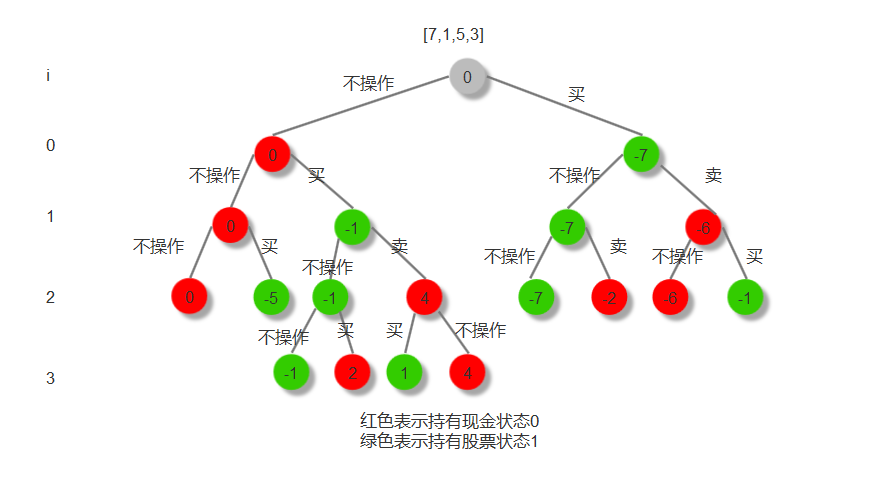 [7,1,5,3]
i
0
不操作
买
0
0
-7
不操作
买
不操作
卖
1
0
-1
-7
-6
不操作
买
不操作
卖
不操作
卖
不操作
买
2
0
-5
-1
4
-7
-2
-6
-1
不操作
买
买
不操作
3
-1
2
1
4
红色表示持有现金状态0
绿色表示持有股票状态1